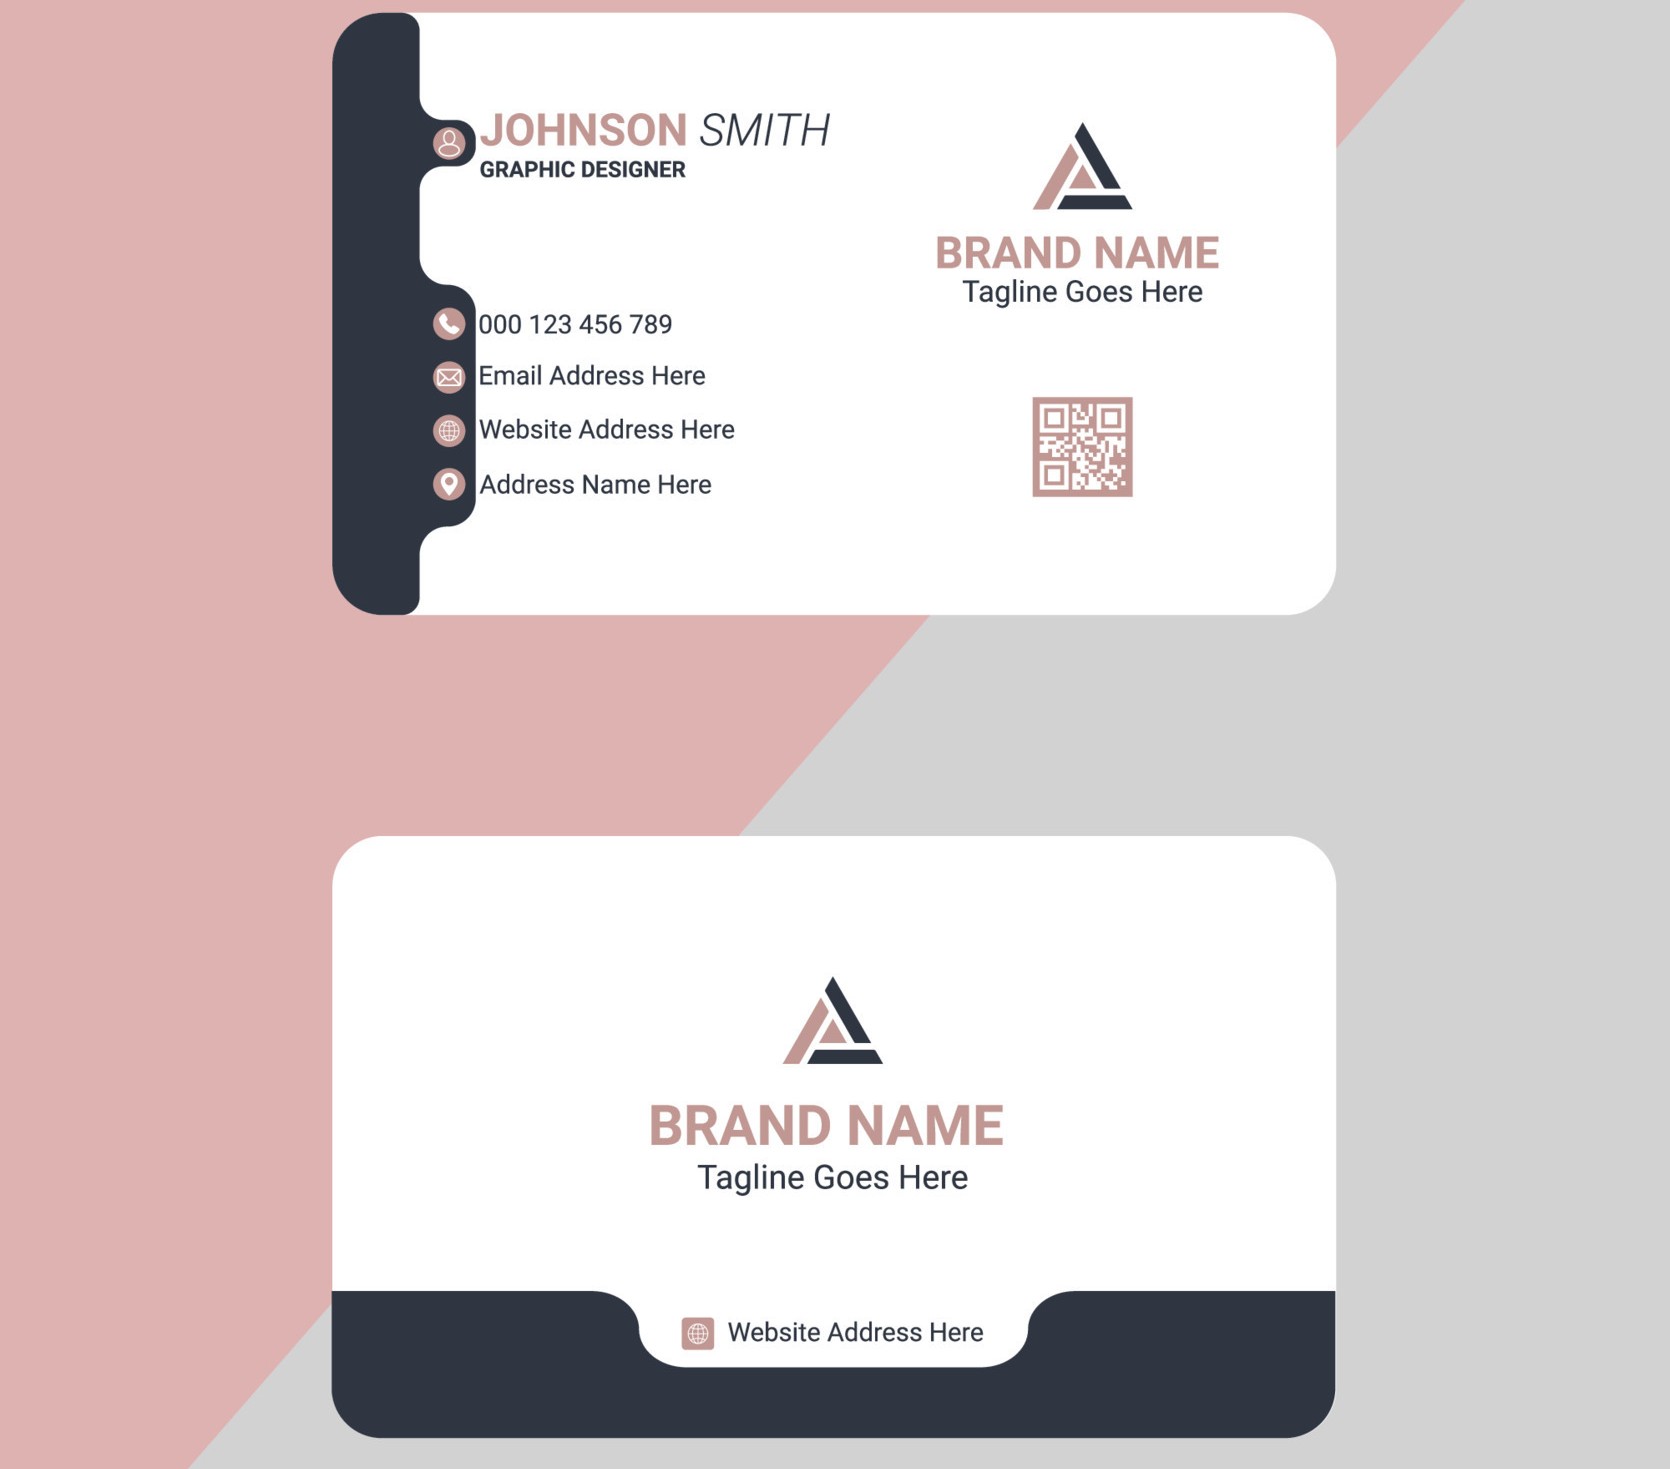 JOHNSON SMITH
GRAPHIC DESIGNER
000 123 456 789
Email Address Here
Website Address Here
Address Name Here
BRAND NAME
Tagline Goes Here
BRAND NAME
Tagline Goes Here
Website Address Here